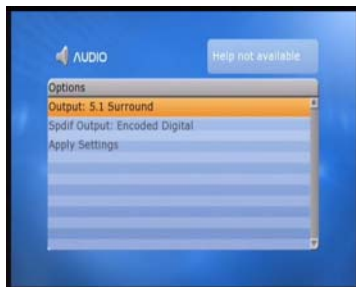 AUDIO
Help not available
Options
Output: 5.1 Surround
Spdif Output: Encoded Digital
Apply Settings